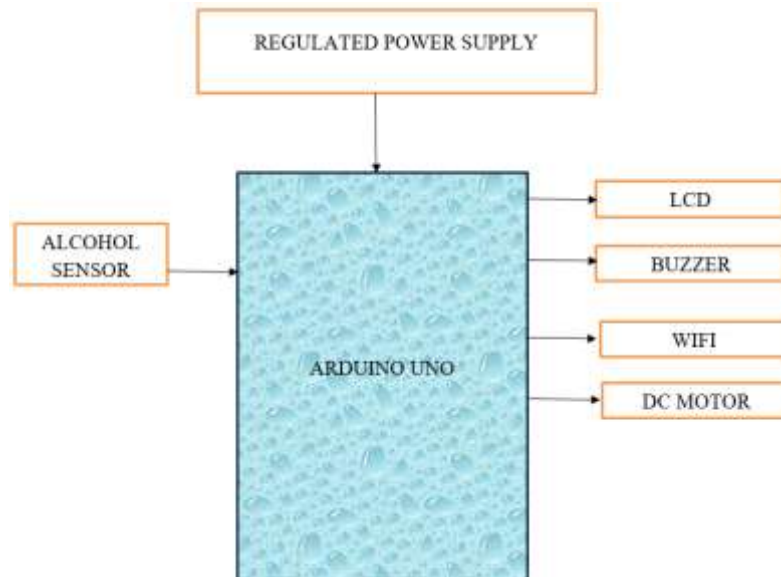 REGULATED POWER SUPPLY
ALCOHOL
SENSOR
ARDUINO UNO
LCD
BUZZER
WIFI
DC MOTOR